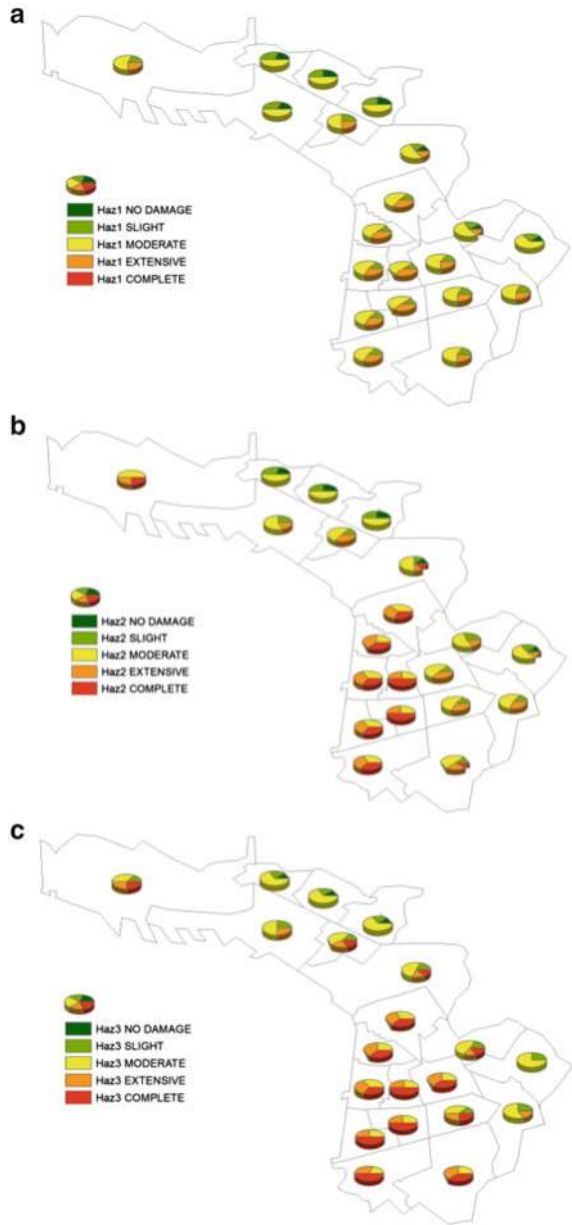 a
Haz1 NO DAMAGE
Haz1 SLIGHT
Haz1 MODERATE
Haz1 EXTENSIVE
Haz1 COMPLETE
b
Haz2 NO DAMAGE
Haz2 SLIGHT
Haz2 MODERATE
Haz2 EXTENSIVE
Haz2 COMPLETE
c
Haz3 NO DAMAGE
Haz3 SLIGHT
Haz3 MODERATE
Haz3 EXTENSIVE
Haz3 COMPLETE